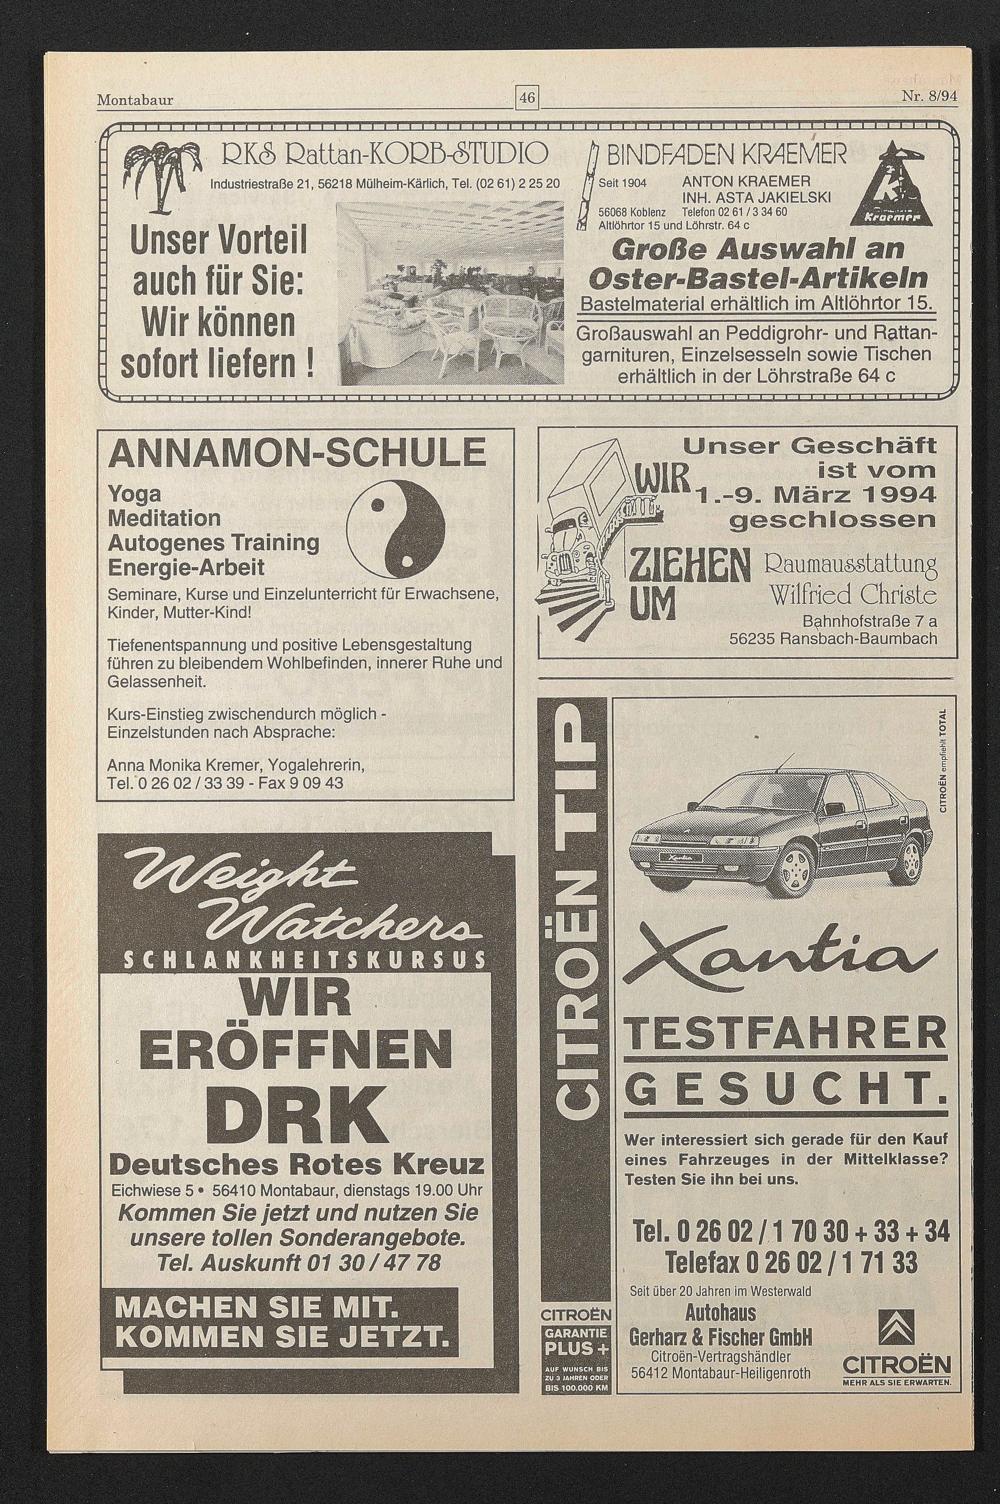 Montabaur
46
Nr. 8/94
RKS Rattan-KORB-STUDIO
Industriestraße 21, 56218 Mülheim-Kärlich, Tel. (02 61) 2 25 20
Unser Vorteil
auch für Sie:
Wir können
sofort liefern !
BINDFADEN KRAEMER
Seit 1904
ANTON KRAEMER
INH. ASTA JAKIELSKI
56068 Koblenz Telefon 02 61 / 3 34 60
Altlöhrtor 15 und Löhrstr. 64 c
K
Kraemer
Große Auswahl an
Oster-Bastel-Artikeln
Bastelmaterial erhältlich im Altlöhrtor 15.
Großauswahl an Peddigrohr- und Rattan-
garnituren, Einzelsesseln sowie Tischen
erhältlich in der Löhrstraße 64 c
ANNAMON-SCHULE
Yoga
Meditation
Autogenes Training
Energie-Arbeit
Seminare, Kurse und Einzelunterricht für Erwachsene,
Kinder, Mutter-Kind!
Tiefenentspannung und positive Lebensgestaltung
führen zu bleibendem Wohlbefinden, innerer Ruhe und
Gelassenheit.
Kurs-Einstieg zwischendurch möglich -
Einzelstunden nach Absprache:
Anna Monika Kremer, Yogalehrerin,
Tel. 0 26 02 / 33 39 - Fax 9 09 43
WIR
ZIEHEN
UM
Unser Geschäft
ist vom
1.-9. März 1994
geschlossen
Raumausstattung
Wilfried Christe
Bahnhofstraße 7 a
56235 Ransbach-Baumbach
Weight
Watchers
SCHLANKHEITSKURSUS
WIR
ERÖFFNEN
DRK
Deutsches Rotes Kreuz
Eichwiese 5 • 56410 Montabaur, dienstags 19.00 Uhr
Kommen Sie jetzt und nutzen Sie
unsere tollen Sonderangebote.
Tel. Auskunft 01 30 / 47 78
MACHEN SIE MIT.
KOMMEN SIE JETZT.
CITROËN TIP
CITROËN
GARANTIE
PLUS +
AUF WUNSCH BIS
ZU 3 JAHREN ODER
BIS 100.000 KM
CITROËN empfiehlt TOTAL
Xantia
Xantia
TESTFAHRER
GESUCHT.
Wer interessiert sich gerade für den Kauf
eines Fahrzeuges in der Mittelklasse?
Testen Sie ihn bei uns.
Tel. 0 26 02 / 1 70 30 + 33 + 34
Telefax 0 26 02 / 1 71 33
Seit über 20 Jahren im Westerwald
Autohaus
Gerharz & Fischer GmbH
Citroën-Vertragshändler
56412 Montabaur-Heiligenroth
CITROËN
MEHR ALS SIE ERWARTEN.